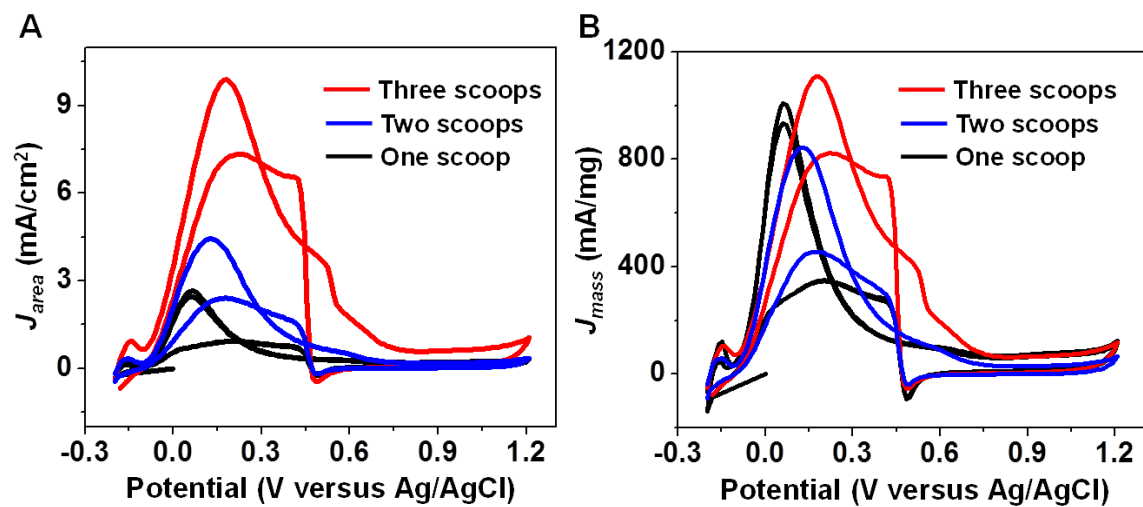 A
9
6
3
0
J area (mA/cm²)
Three scoops
Two scoops
One scoop
-0.3 0.0 0.3 0.6 0.9 1.2
Potential (V versus Ag/AgCl)
B
1200
800
400
0
J mass (mA/mg)
Three scoops
Two scoops
One scoop
-0.3 0.0 0.3 0.6 0.9 1.2
Potential (V versus Ag/AgCl)